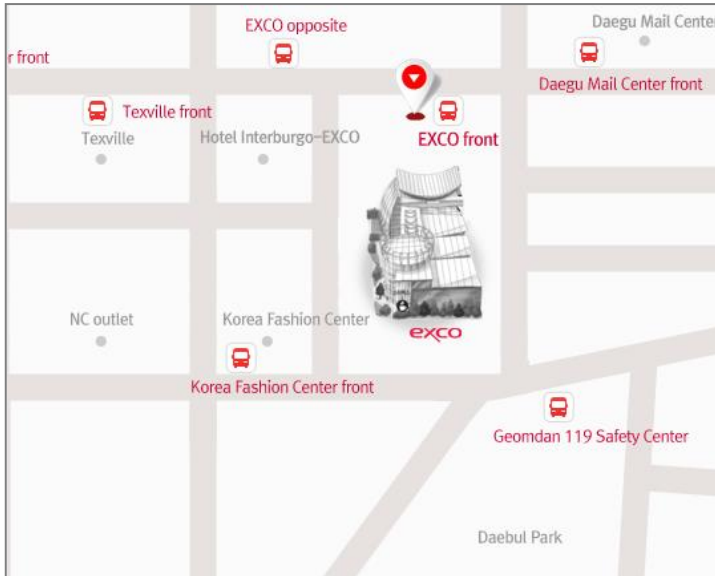 EXCO opposite
Daegu Mail Cente
r front
Daegu Mail Center front
Texville front
Texville
Hotel Interburgo-EXCO
EXCO front
exco
NC outlet
Korea Fashion Center
Korea Fashion Center front
Geomdan 119 Safety Center
Daebul Park